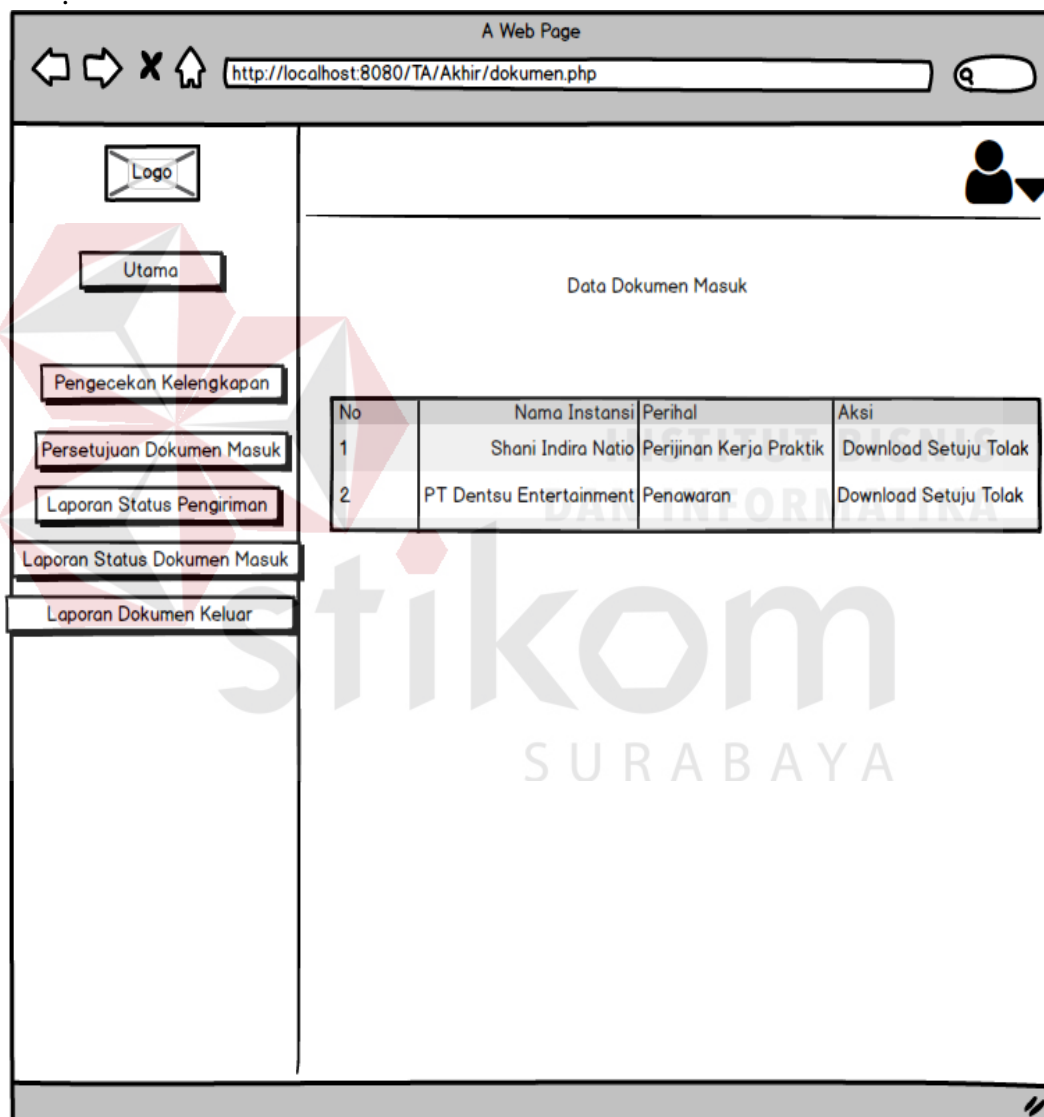 A Web Page
http://localhost:8080/TA/Akhir/dokumen.php
Logo
Utama
Pengecekan Kelengkapan
Persetujuan Dokumen Masuk
Laporan Status Pengiriman
Laporan Status Dokumen Masuk
Laporan Dokumen Keluar
Data Dokumen Masuk
No Nama Instansi Perihal Aksi
1 Shani Indira Natio Perijinan Kerja Praktik Download Setuju Tolak
2 PT Dentsu Entertainment Penawaran Download Setuju Tolak
INSTITUT BISNIS
DAN INFORMATIKA
stikom
SURABAYA